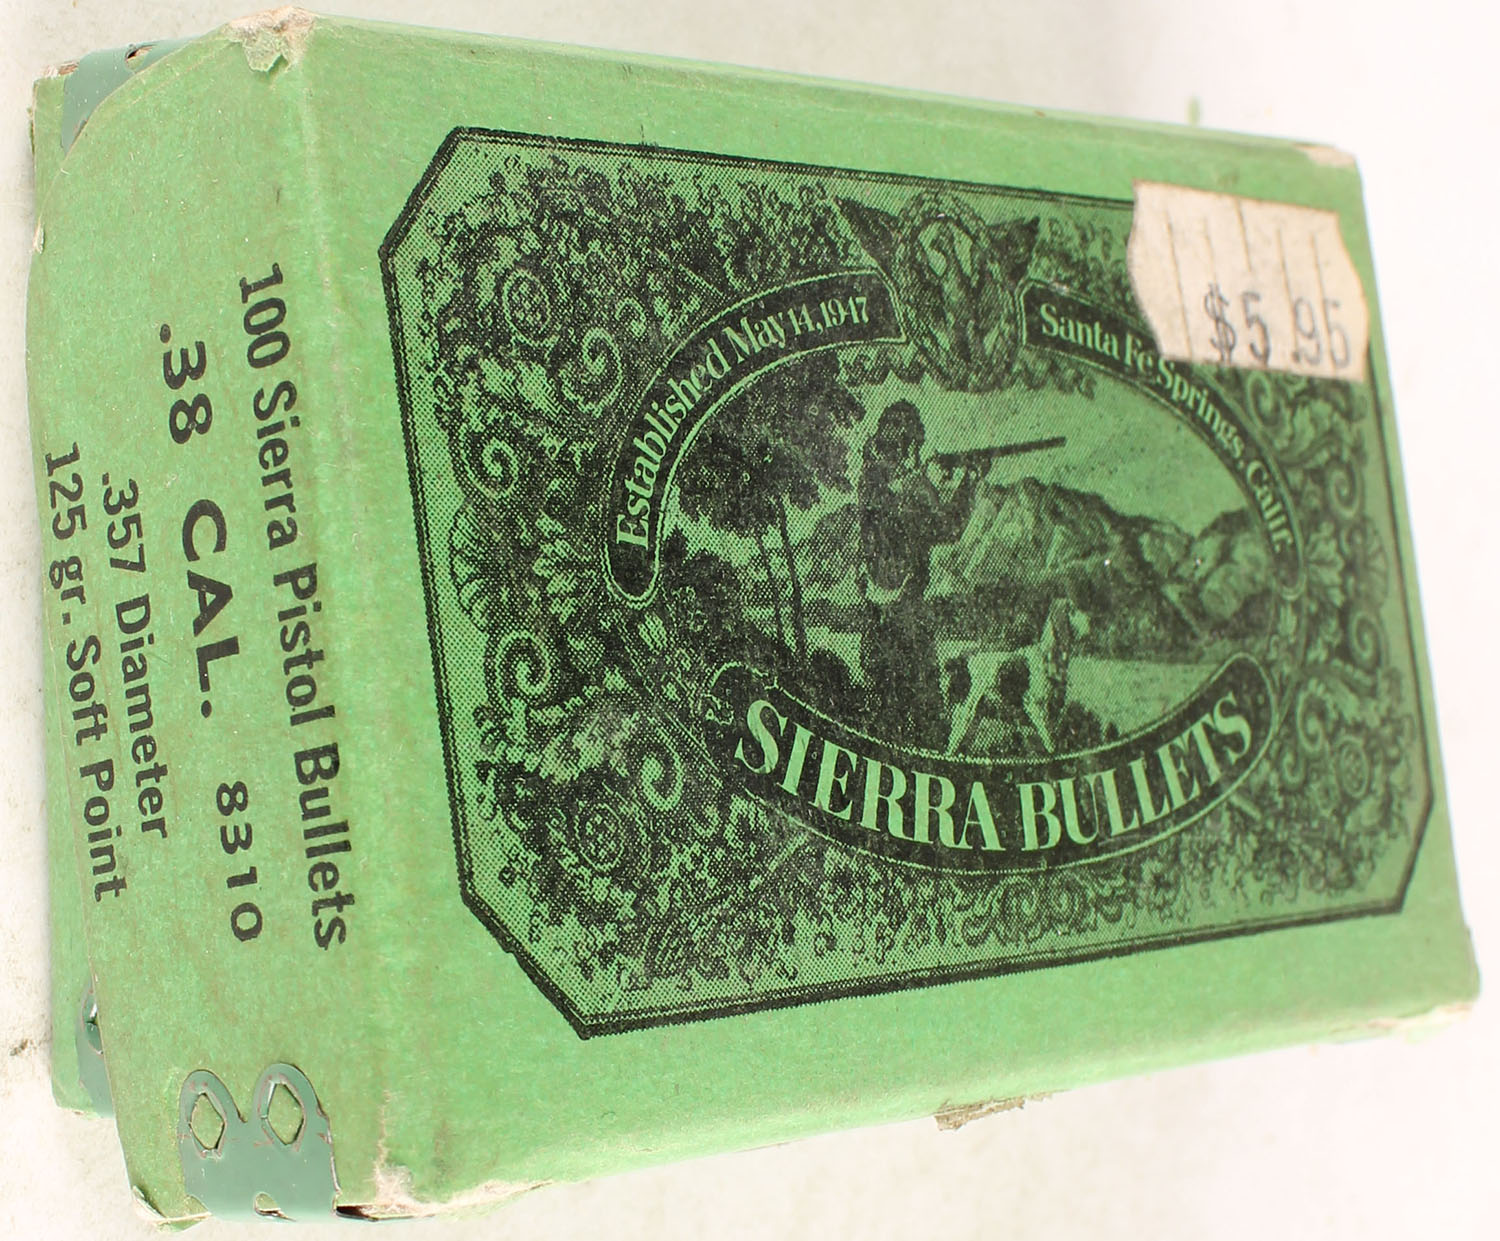 Established May 14, 1947
Santa Fe Springs, Calif.
SIERRA BULLETS
$5.95
100 Sierra Pistol Bullets
.38 CAL. 8310
.357 Diameter
125 gr. Soft Point